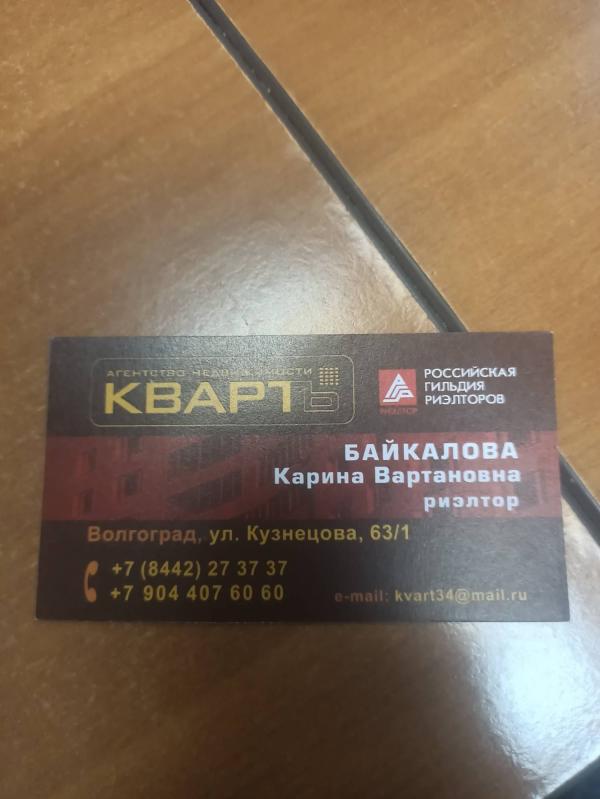 АГЕНТСТВО НЕДВИЖИМОСТИ
КВАРТЪ
РОССИЙСКАЯ
ГИЛЬДИЯ
РИЭЛТОРОВ
РИЭЛТОР
БАЙКАЛОВА
Карина Вартановна
риэлтор
Волгоград, ул. Кузнецова, 63/1
+7 (8442) 27 37 37
+7 904 407 60 60
e-mail: kvart34@mail.ru